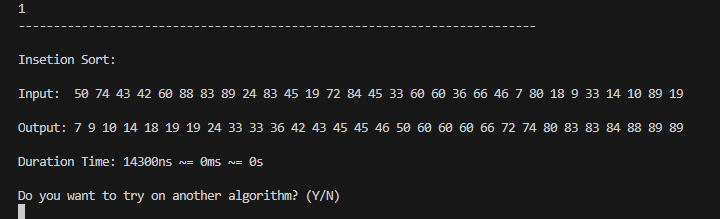 1
--------------------------------------------------------------------------
Insetion Sort:
Input:  50 74 43 42 60 88 83 89 24 83 45 19 72 84 45 33 60 60 36 66 46 7 80 18 9 33 14 10 89 19
Output: 7 9 10 14 18 19 19 24 33 33 36 42 43 45 45 46 50 60 60 60 66 72 74 80 83 83 84 88 89 89
Duration Time: 14300ns ~= 0ms ~= 0s
Do you want to try on another algorithm? (Y/N)